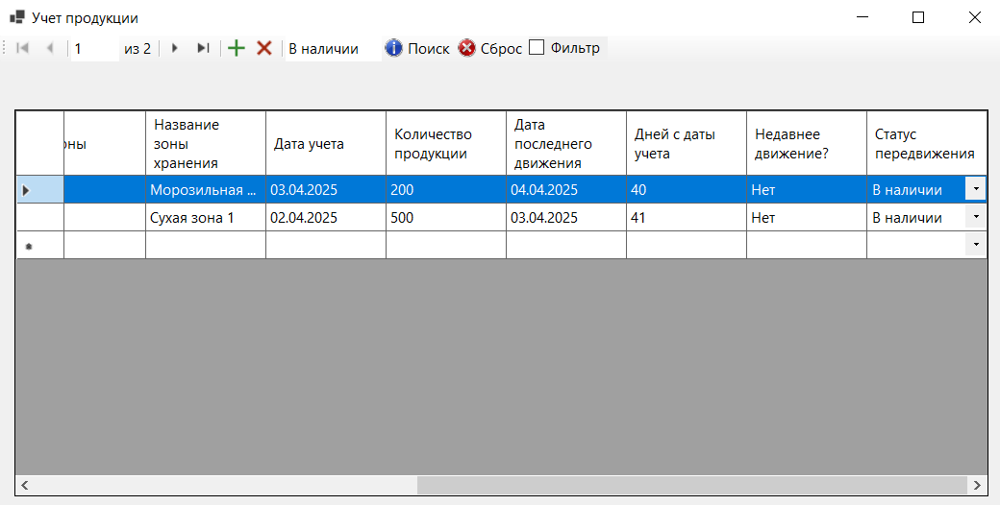 Учет продукции
1 из 2 В наличии Поиск Сброс Фильтр
оны
Название
зоны
хранения
Дата учета
Количество
продукции
Дата
последнего
движения
Дней с даты
учета
Недавнее
движение?
Статус
передвижения
Морозильная ... 03.04.2025 200 04.04.2025 40 Нет В наличии
Сухая зона 1 02.04.2025 500 03.04.2025 41 Нет В наличии